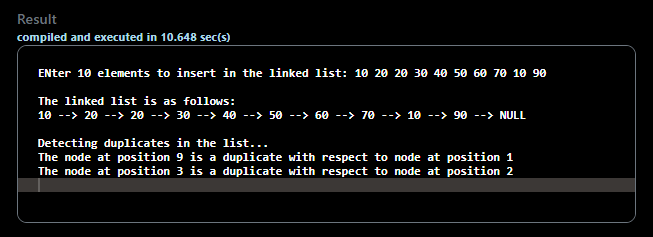 Result
compiled and executed in 10.648 sec(s)
ENter 10 elements to insert in the linked list: 10 20 20 30 40 50 60 70 10 90
The linked list is as follows:
10 --> 20 --> 20 --> 30 --> 40 --> 50 --> 60 --> 70 --> 10 --> 90 --> NULL
Detecting duplicates in the list...
The node at position 9 is a duplicate with respect to node at position 1
The node at position 3 is a duplicate with respect to node at position 2